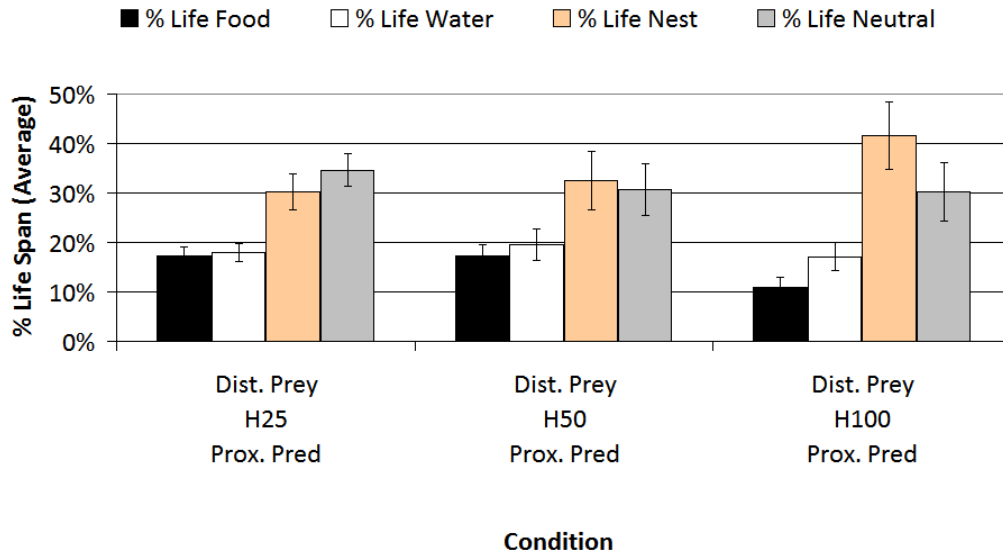 % Life Food % Life Water % Life Nest % Life Neutral
% Life Span (Average)
50%
40%
30%
20%
10%
0%
Dist. Prey Dist. Prey Dist. Prey
H25 H50 H100
Prox. Pred Prox. Pred Prox. Pred
Condition